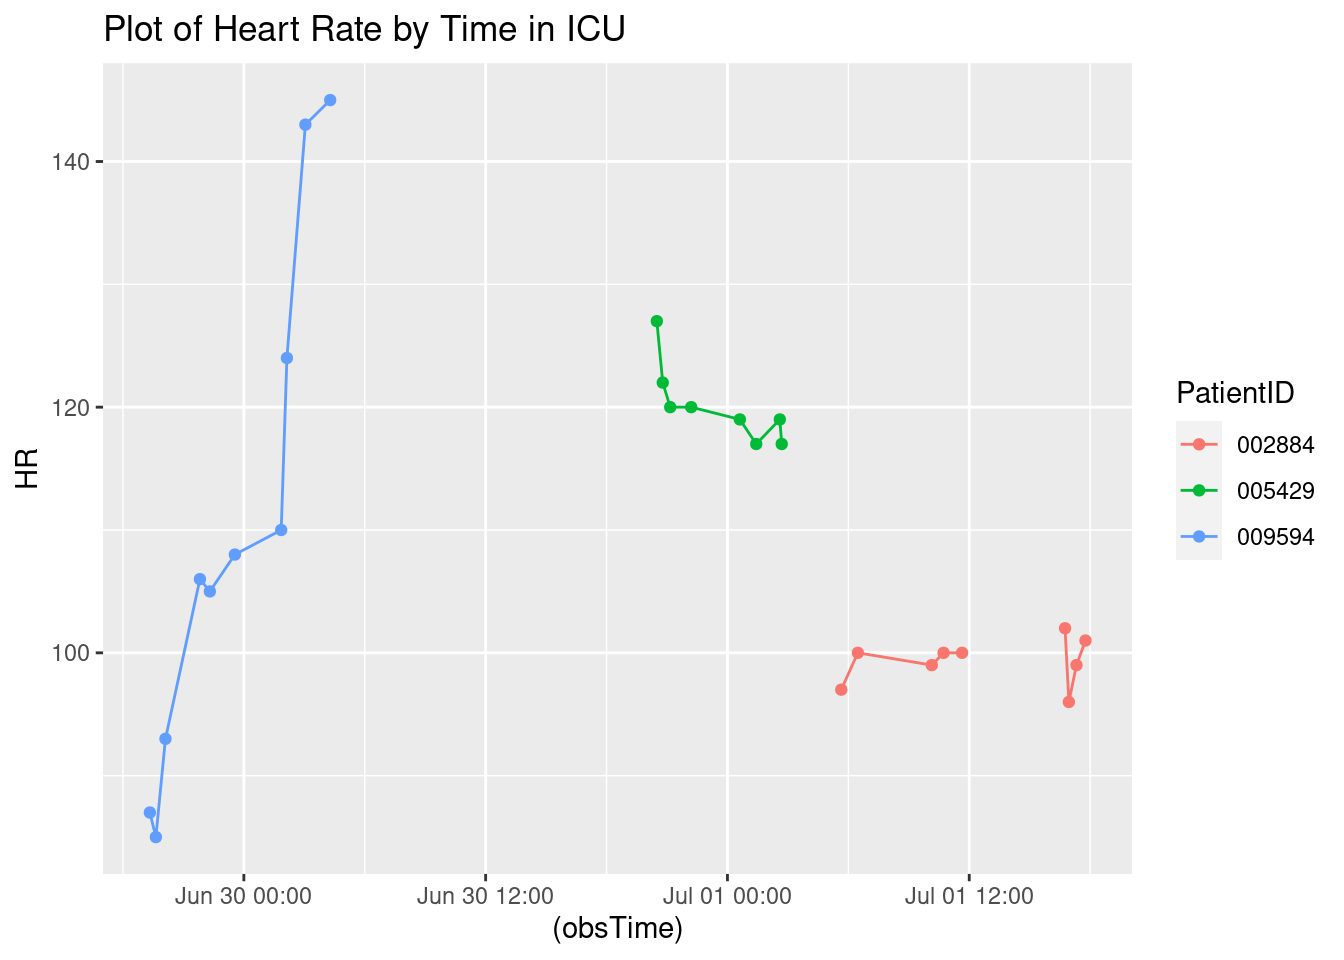 Plot of Heart Rate by Time in ICU
140
120
100
HR
Jun 30 00:00
Jun 30 12:00
Jul 01 00:00
Jul 01 12:00
(obsTime)
PatientID
002884
005429
009594